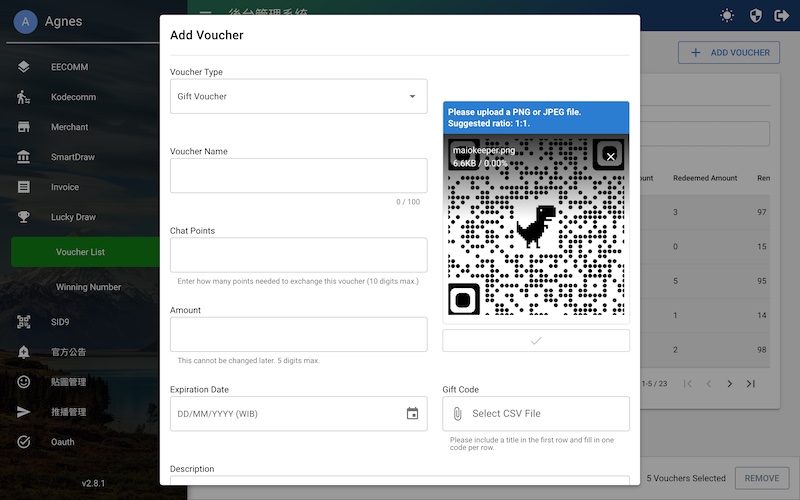 A Agnes
EECOMM
Kodecomm
Merchant
SmartDraw
Invoice
Lucky Draw
Voucher List
Winning Number
SID9
官方公告
貼圖管理
推播管理
Oauth
v2.8.1
後台管理系統
ADD VOUCHER
Add Voucher
Voucher Type
Gift Voucher
Voucher Name
0 / 100
Chat Points
Enter how many points needed to exchange this voucher (10 digits max.)
Amount
This cannot be changed later. 5 digits max.
Expiration Date
DD/MM/YYYY (WIB)
Description
Please upload a PNG or JPEG file.
Suggested ratio: 1:1.
maiokeeper.png
6.6KB / 0.00%
Gift Code
Select CSV File
Please include a title in the first row and fill in one
code per row.
Redeemed Amount
3 97
0 15
5 95
1 14
2 98
1-5 / 23
5 Vouchers Selected
REMOVE